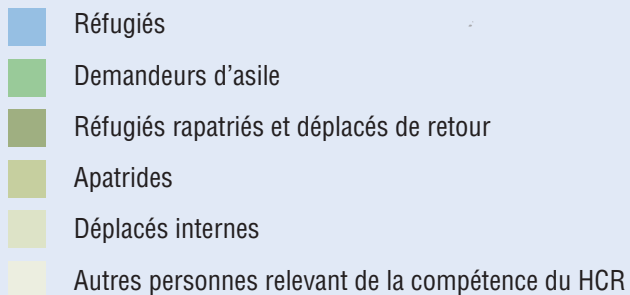 Réfugiés
Demandeurs d'asile
Réfugiés rapatriés et déplacés de retour
Apatrides
Déplacés internes
Autres personnes relevant de la compétence du HCR